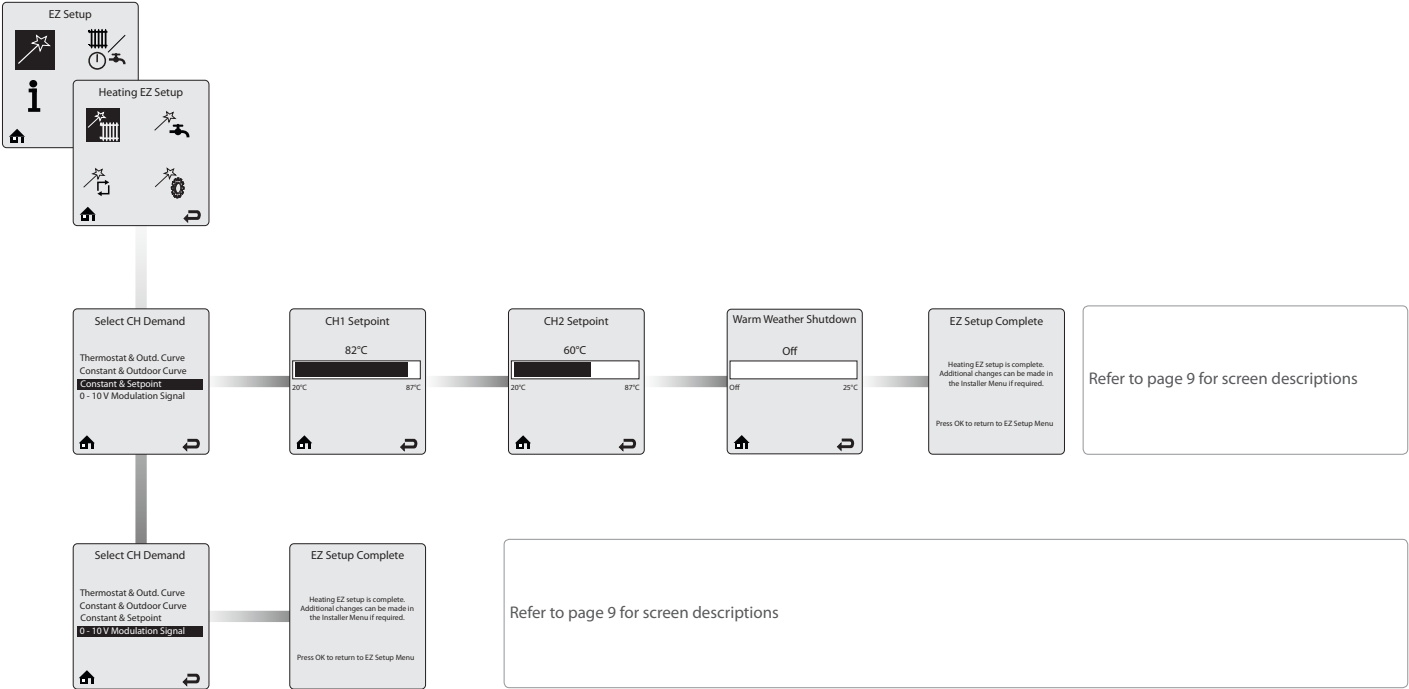 EZ Setup
Heating EZ Setup
Select CH Demand
Thermostat & Outd. Curve
Constant & Outdoor Curve
Constant & Setpoint
0 - 10 V Modulation Signal
CH1 Setpoint
82°C
20°C 87°C
CH2 Setpoint
60°C
20°C 87°C
Warm Weather Shutdown
Off
Off 25°C
EZ Setup Complete
Heating EZ setup is complete.
Additional changes can be made in
the Installer Menu if required.
Press OK to return to EZ Setup Menu
Refer to page 9 for screen descriptions
Select CH Demand
Thermostat & Outd. Curve
Constant & Outdoor Curve
Constant & Setpoint
0 - 10 V Modulation Signal
EZ Setup Complete
Heating EZ setup is complete.
Additional changes can be made in
the Installer Menu if required.
Press OK to return to EZ Setup Menu
Refer to page 9 for screen descriptions